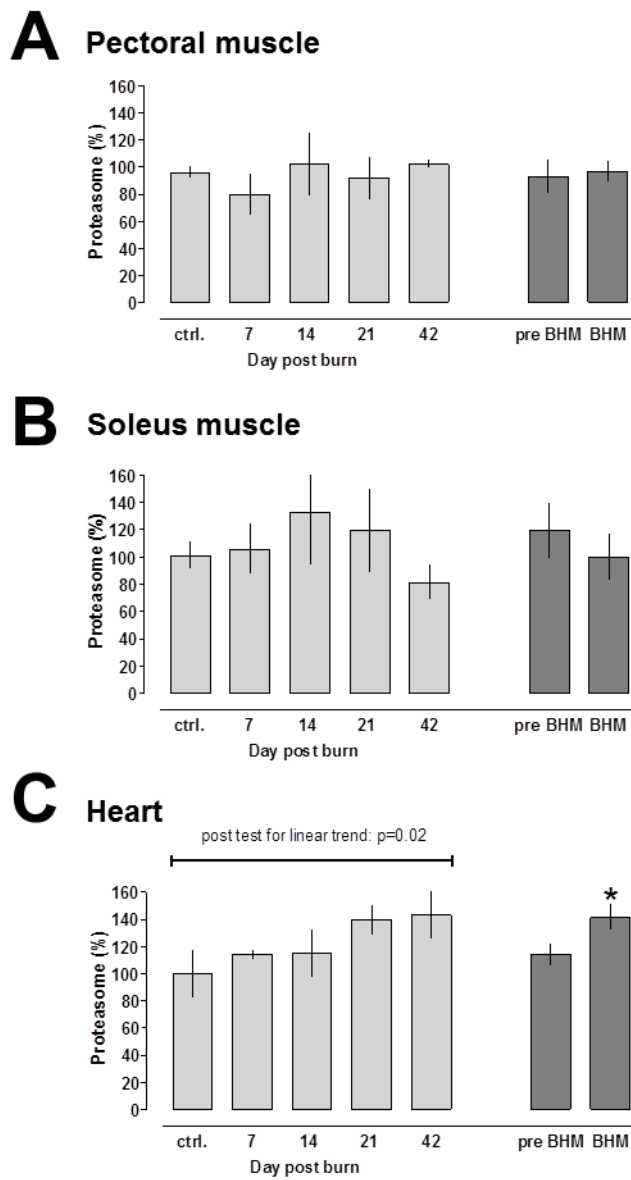 A Pectoral muscle
160
140
120
100
80
60
40
20
0
Proteasome (%)
ctrl. 7 14 21 42 pre BHM BHM
Day post burn
B Soleus muscle
160
140
120
100
80
60
40
20
0
Proteasome (%)
ctrl. 7 14 21 42 pre BHM BHM
Day post burn
C Heart
post test for linear trend: p=0.02
160
140
120
100
80
60
40
20
0
Proteasome (%)
*
ctrl. 7 14 21 42 pre BHM BHM
Day post burn